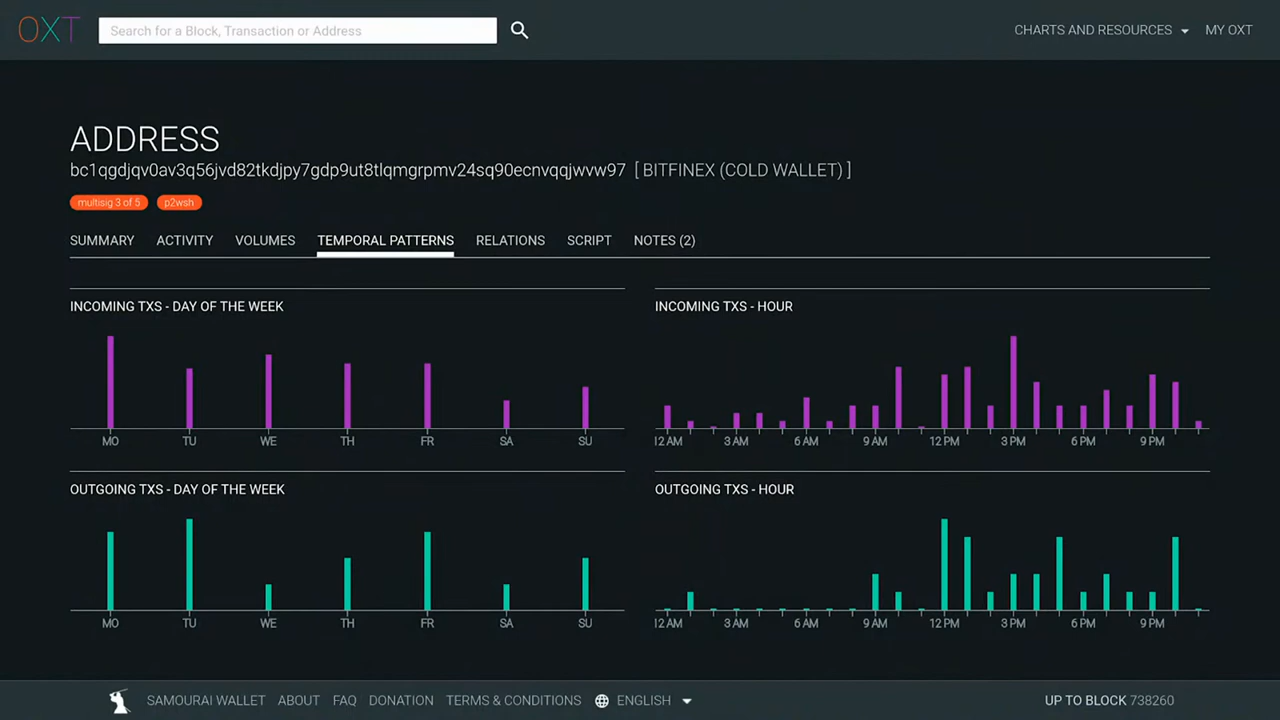 OXT Search for a Block, Transaction or Address CHARTS AND RESOURCES MY OXT
ADDRESS
bc1qgdjqv0av3q56jvd82tkdjpy7gdp9ut8tlqmgrpmv24sq90ecnvqqjwvw97 [ BITFINEX (COLD WALLET) ]
multisig 3 of 5 p2wsh
SUMMARY ACTIVITY VOLUMES TEMPORAL PATTERNS RELATIONS SCRIPT NOTES (2)
INCOMING TXS - DAY OF THE WEEK
MO TU WE TH FR SA SU
INCOMING TXS - HOUR
12 AM 3 AM 6 AM 9 AM 12 PM 3 PM 6 PM 9 PM
OUTGOING TXS - DAY OF THE WEEK
MO TU WE TH FR SA SU
OUTGOING TXS - HOUR
12 AM 3 AM 6 AM 9 AM 12 PM 3 PM 6 PM 9 PM
SAMOURAI WALLET ABOUT FAQ DONATION TERMS & CONDITIONS ENGLISH UP TO BLOCK 738260